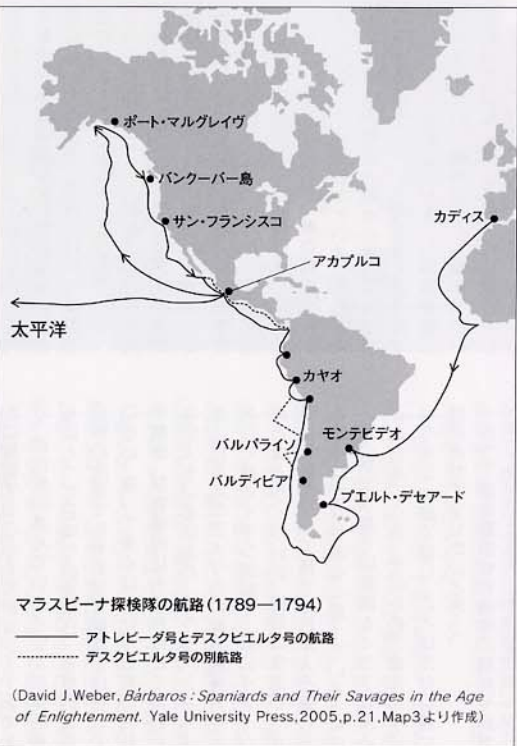 ポート・マルグレイヴ
バンクーバー島
サン・フランシスコ
カディス
アカプルコ
太平洋
カヤオ
バルパライソ
モンテビデオ
バルディビア
プエルト・デセアード
マラスピーナ探検隊の航路(1789—1794)
アトレビーダ号とデスクビエルタ号の航路
デスクビエルタ号の別航路
(David J.Weber, Bárbaros : Spaniards and Their Savages in the Age
of Enlightenment. Yale University Press,2005,p.21,Map3より作成)